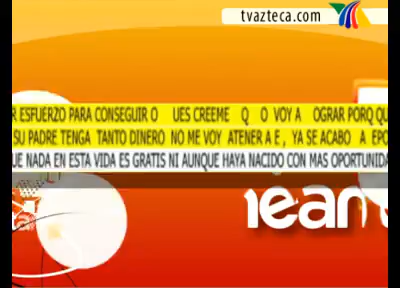 tvazteca.com
R ESFUERZO PARA CONSEGUIR O UES CREEME Q O VOY A OGRAR PORQ QU
SU PADRE TENGA TANTO DINERO NO ME VOY ATENER A E , YA SE ACABO A EPO
UE NADA EN ESTA VIDA ES GRATIS NI AUNQUE HAYA NACIDO CON MAS OPORTUNIDA